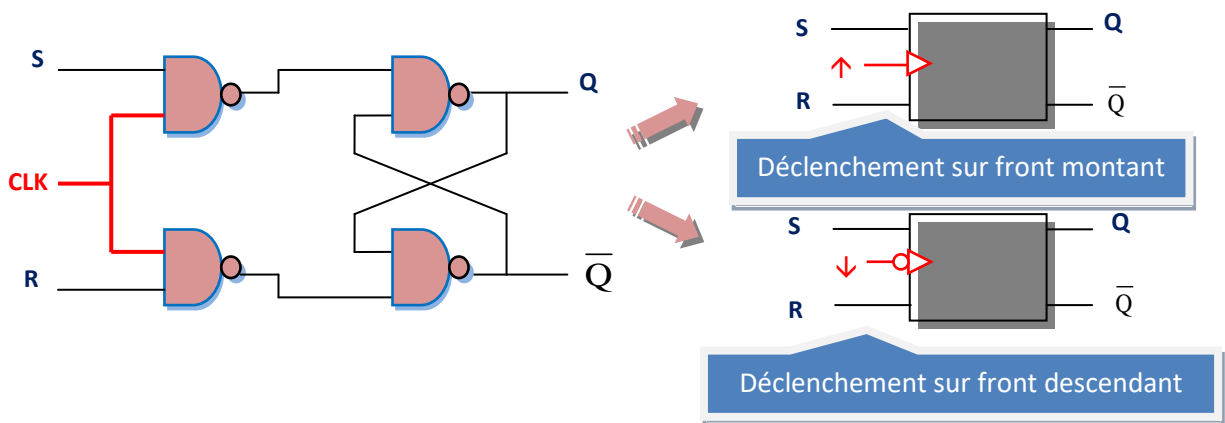 S
CLK
R
Q
Q̅
S
↑
R
Q
Q̅
Déclenchement sur front montant
S
↓
R
Q
Q̅
Déclenchement sur front descendant